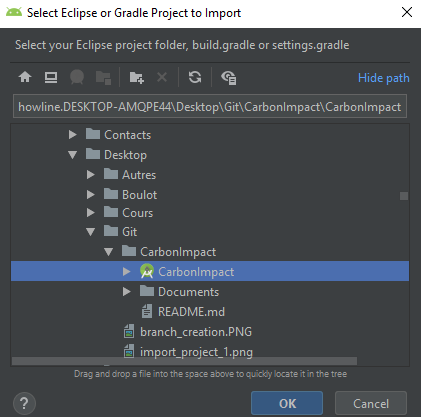 Select Eclipse or Gradle Project to Import
Select your Eclipse project folder, build.gradle or settings.gradle
Hide path
howline.DESKTOP-AMQPE44\Desktop\Git\CarbonImpact\CarbonImpact
Contacts
Desktop
Autres
Boulot
Cours
Git
CarbonImpact
CarbonImpact
Documents
README.md
branch_creation.PNG
import_project_1.png
Drag and drop a file into the space above to quickly locate it in the tree
?
OK
Cancel